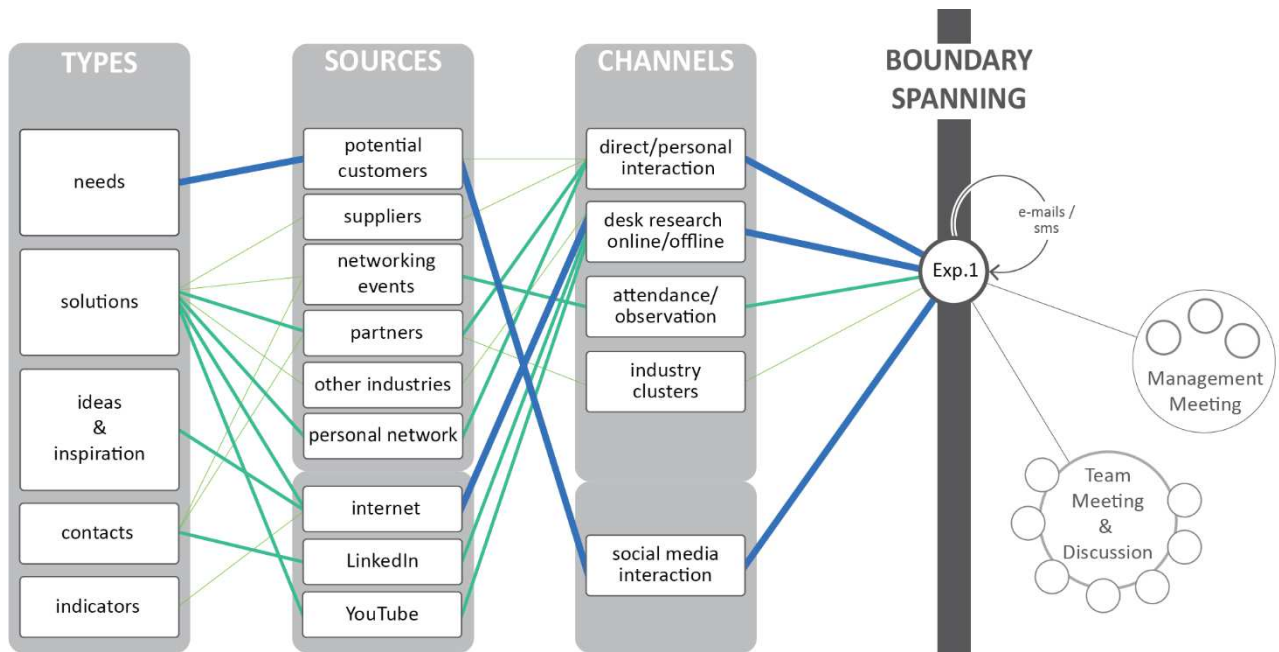 TYPES
needs
solutions
ideas
&
inspiration
contacts
indicators
SOURCES
potential
customers
suppliers
networking
events
partners
other industries
personal network
internet
LinkedIn
YouTube
CHANNELS
direct/personal
interaction
desk research
online/offline
attendance/
observation
industry
clusters
social media
interaction
BOUNDARY
SPANNING
e-mails /
sms
Exp.1
Management
Meeting
Team
Meeting
&
Discussion